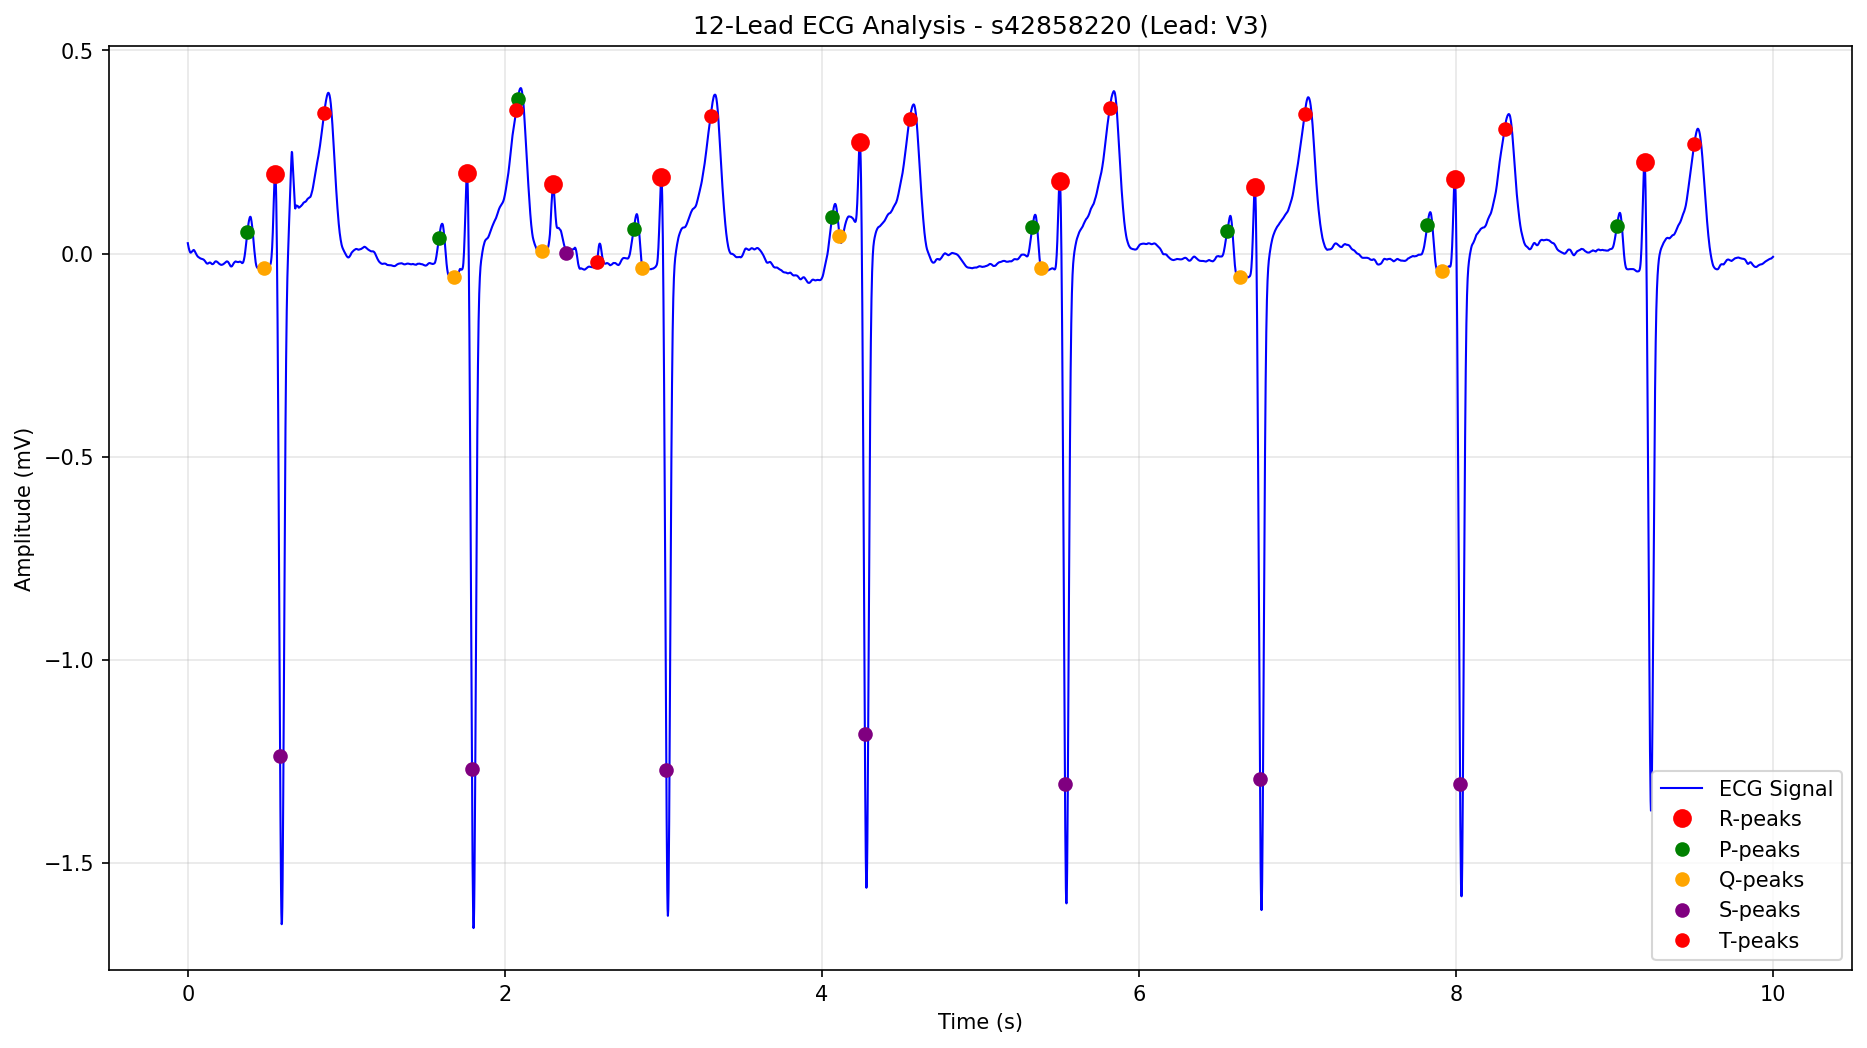 12-Lead ECG Analysis - s42858220 (Lead: V3)
Amplitude (mV)
0.5
0.0
−0.5
−1.0
−1.5
0 2 4 6 8 10
Time (s)
ECG Signal
R-peaks
P-peaks
Q-peaks
S-peaks
T-peaks